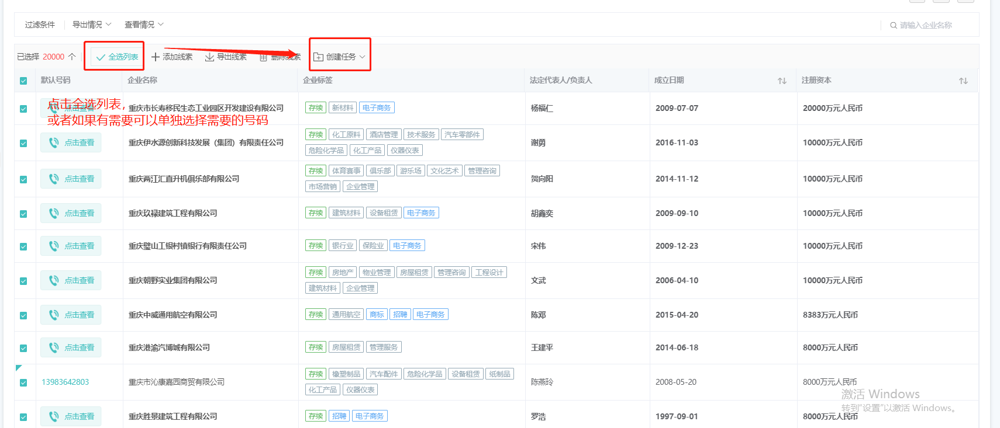 过滤条件 导出情况 查看情况 请输入企业名称
已选择 20000 个 全选列表 添加线索 导出线索 删除线索 创建任务
默认号码 企业名称 企业标签 法定代表人/负责人 成立日期 注册资本
点击全选列表,
点击查看 重庆市长寿移民生态工业园区开发建设有限公司 存续 新材料 电子商务 杨福仁 2009-07-07 20000万元人民币
或者如果有需要可以单独选择需要的号码
点击查看 重庆伊水源创新科技发展（集团）有限责任公司 存续 化工原料 酒店管理 技术服务 汽车零部件 谢勇 2016-11-03 10000万元人民币
危险化学品 化工产品 仪器仪表
点击查看 重庆两江汇直升机俱乐部有限公司 存续 体育赛事 俱乐部 游乐场 文化艺术 管理咨询 贺向阳 2014-11-12 10000万元人民币
市场营销 企业管理
点击查看 重庆玖禄建筑工程有限公司 存续 建筑材料 设备租赁 电子商务 胡鑫奕 2009-09-10 10000万元人民币
点击查看 重庆璧山工银村镇银行有限责任公司 存续 银行业 保险业 电子商务 宋伟 2009-12-23 10000万元人民币
点击查看 重庆朝野实业集团有限公司 存续 房地产 物业管理 房屋租赁 管理咨询 工程设计 文武 2006-04-10 10000万元人民币
建筑材料 企业管理
点击查看 重庆中威通用航空有限公司 存续 通用航空 商标 招聘 电子商务 陈邓 2015-04-20 8383万元人民币
点击查看 重庆港渝汽博城有限公司 存续 房屋租赁 管理服务 王建平 2014-06-18 8000万元人民币
13983642803 重庆市沁康嘉园商贸有限公司 存续 橡塑制品 汽车配件 危险化学品 设备租赁 纸制品 陈燕玲 2008-05-20 8000万元人民币
化工产品 仪器仪表
激活 Windows
转到"设置"以激活 Windows。
点击查看 重庆胜景建筑工程有限公司 存续 招聘 电子商务 罗浩 1997-09-01 8000万元人民币